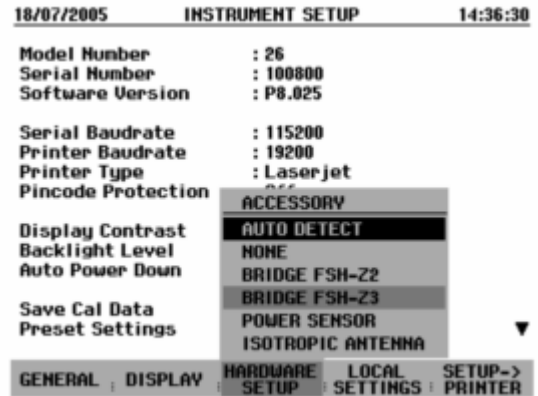 18/07/2005 INSTRUMENT SETUP 14:36:30
Model Number : 26
Serial Number : 100800
Software Version : P8.025
Serial Baudrate : 115200
Printer Baudrate : 19200
Printer Type : Laserjet
Pincode Protection
ACCESSORY
Display Contrast
AUTO DETECT
Backlight Level
NONE
Auto Power Down
BRIDGE FSH-Z2
BRIDGE FSH-Z3
Save Cal Data
POWER SENSOR
Preset Settings
ISOTROPIC ANTENNA
GENERAL DISPLAY HARDWARE SETUP LOCAL SETTINGS SETUP-> PRINTER